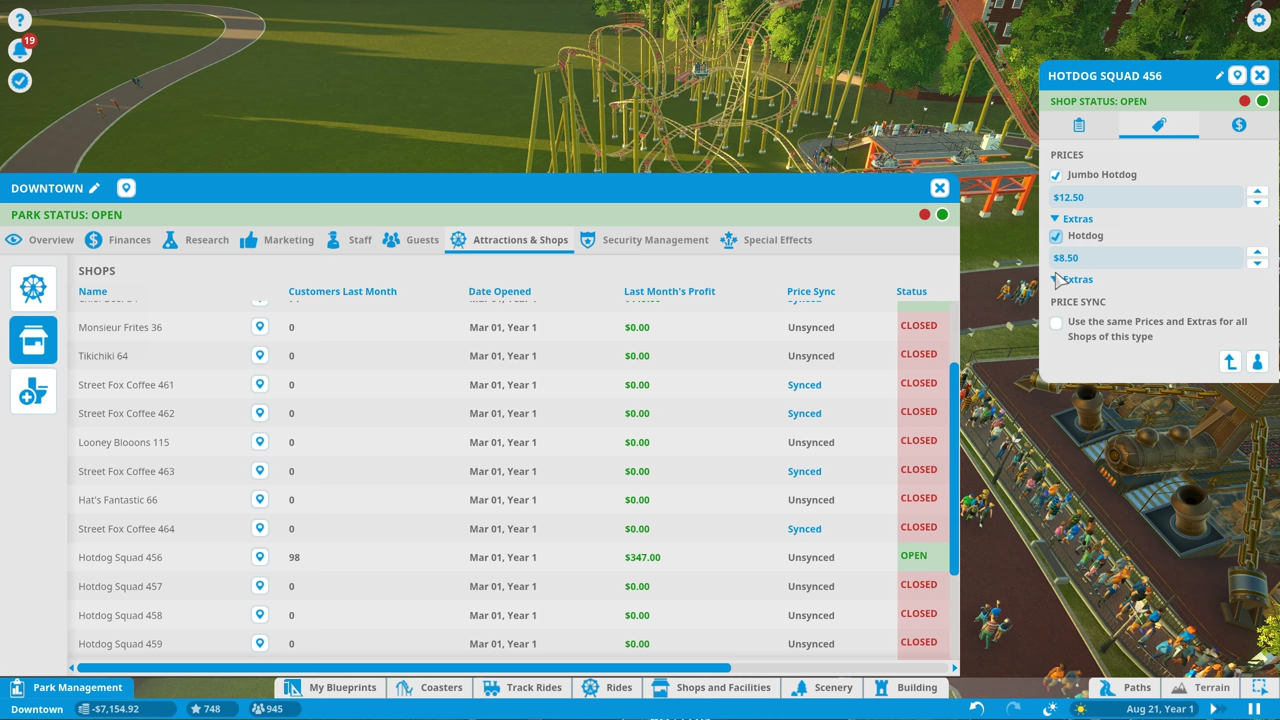 ?
19
HOTDOG SQUAD 456
SHOP STATUS: OPEN
PRICES
Jumbo Hotdog
$12.50
Extras
Hotdog
$8.50
Extras
PRICE SYNC
Use the same Prices and Extras for all
Shops of this type
DOWNTOWN
PARK STATUS: OPEN
Overview
Finances
Research
Marketing
Staff
Guests
Attractions & Shops
Security Management
Special Effects
SHOPS
Name Customers Last Month Date Opened Last Month's Profit Price Sync Status
Monsieur Frites 36 0 Mar 01, Year 1 $0.00 Unsynced CLOSED
Tikichiki 64 0 Mar 01, Year 1 $0.00 Unsynced CLOSED
Street Fox Coffee 461 0 Mar 01, Year 1 $0.00 Synced CLOSED
Street Fox Coffee 462 0 Mar 01, Year 1 $0.00 Synced CLOSED
Looney Blooons 115 0 Mar 01, Year 1 $0.00 Unsynced CLOSED
Street Fox Coffee 463 0 Mar 01, Year 1 $0.00 Synced CLOSED
Hat's Fantastic 66 0 Mar 01, Year 1 $0.00 Unsynced CLOSED
Street Fox Coffee 464 0 Mar 01, Year 1 $0.00 Synced CLOSED
Hotdog Squad 456 98 Mar 01, Year 1 $347.00 Unsynced OPEN
Hotdog Squad 457 0 Mar 01, Year 1 $0.00 Unsynced CLOSED
Hotdog Squad 458 0 Mar 01, Year 1 $0.00 Unsynced CLOSED
Hotdog Squad 459 0 Mar 01, Year 1 $0.00 Unsynced CLOSED
Park Management
My Blueprints
Coasters
Track Rides
Rides
Shops and Facilities
Scenery
Building
Paths
Terrain
Downtown
-$7,154.92
748
945
Aug 21, Year 1